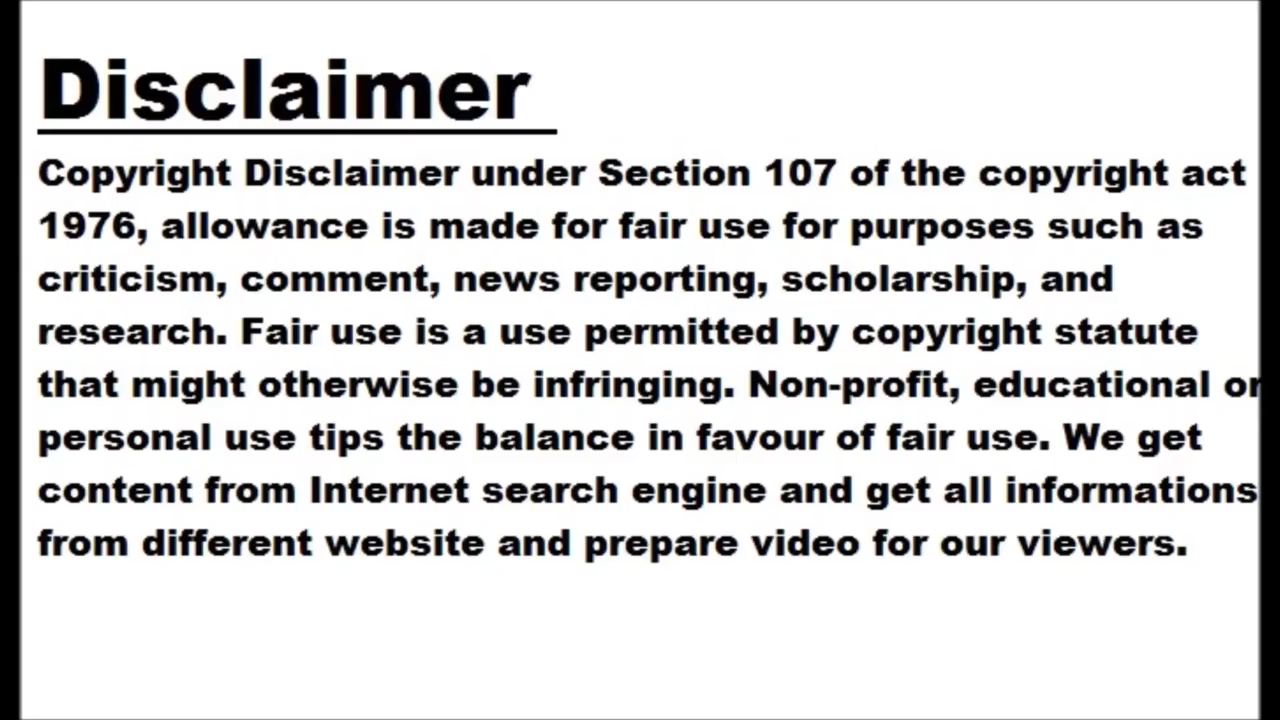 Disclaimer
Copyright Disclaimer under Section 107 of the copyright act
1976, allowance is made for fair use for purposes such as
criticism, comment, news reporting, scholarship, and
research. Fair use is a use permitted by copyright statute
that might otherwise be infringing. Non-profit, educational or
personal use tips the balance in favour of fair use. We get
content from Internet search engine and get all informations
from different website and prepare video for our viewers.